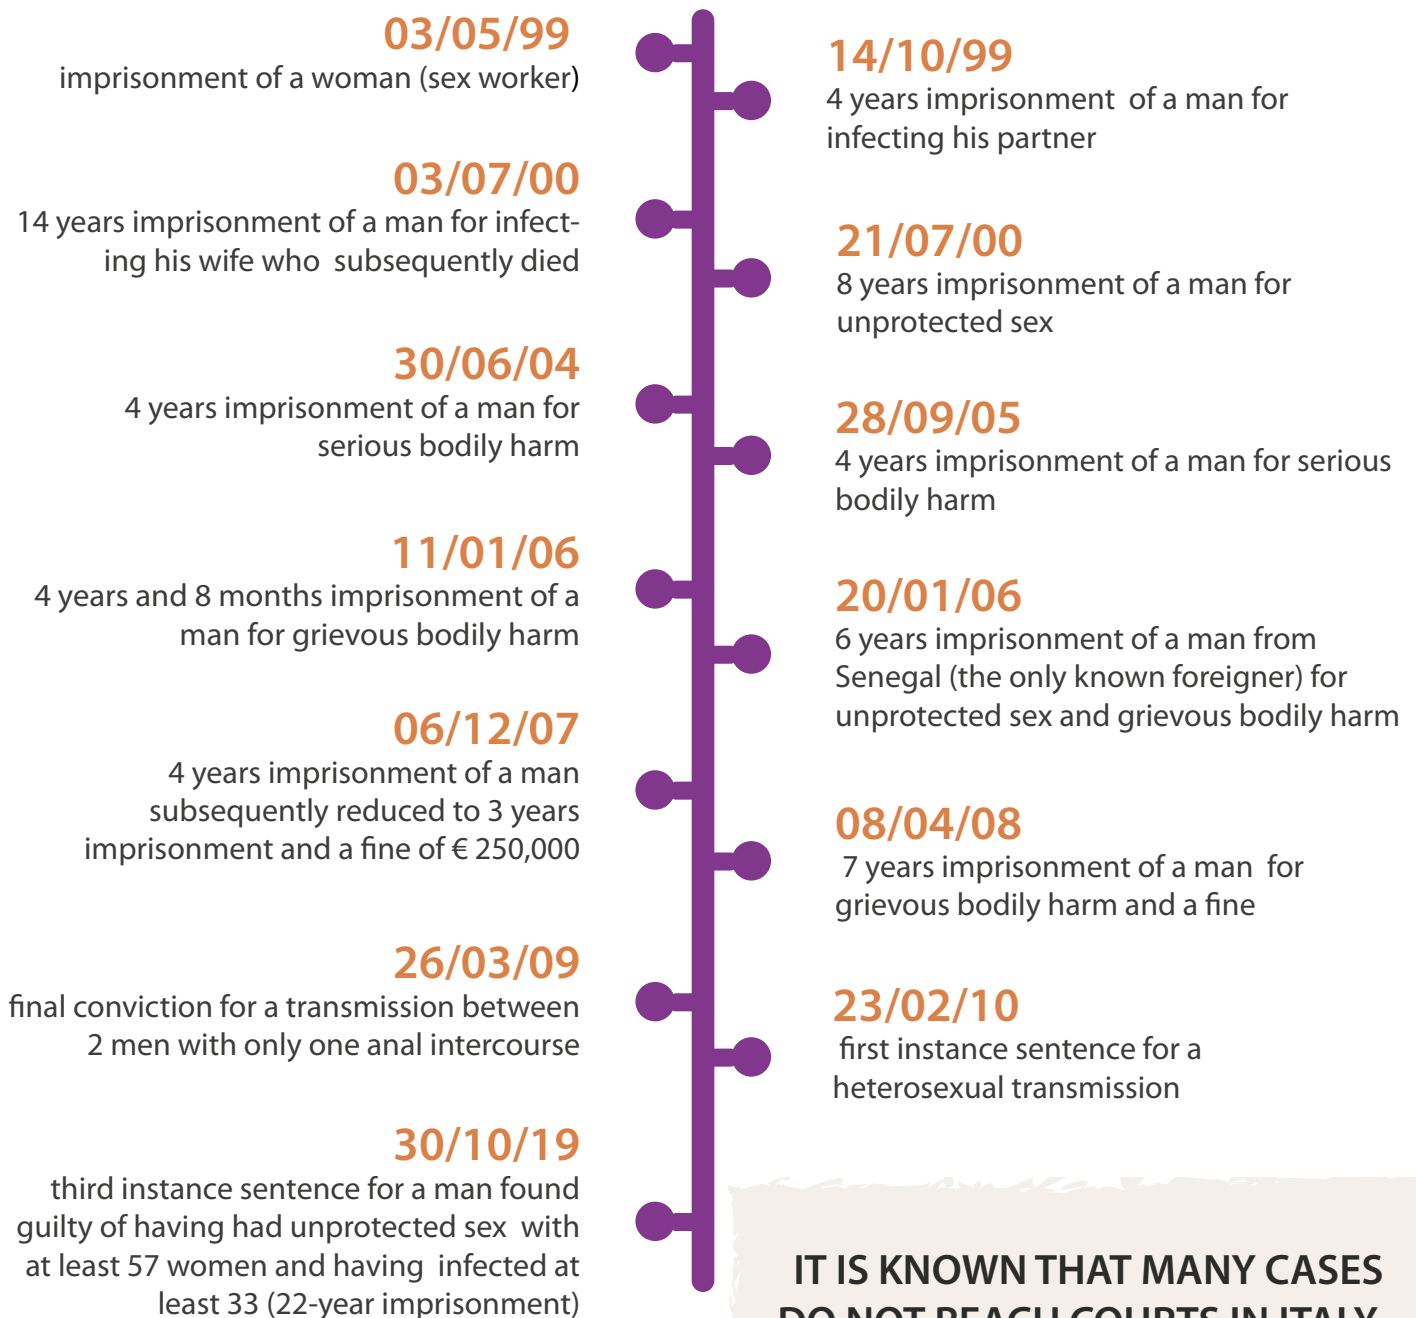 03/05/99
imprisonment of a woman (sex worker)
14/10/99
4 years imprisonment of a man for
infecting his partner
03/07/00
14 years imprisonment of a man for infect-
ing his wife who subsequently died
21/07/00
8 years imprisonment of a man for
unprotected sex
30/06/04
4 years imprisonment of a man for
serious bodily harm
28/09/05
4 years imprisonment of a man for serious
bodily harm
11/01/06
4 years and 8 months imprisonment of a
man for grievous bodily harm
20/01/06
6 years imprisonment of a man from
Senegal (the only known foreigner) for
unprotected sex and grievous bodily harm
06/12/07
4 years imprisonment of a man
subsequently reduced to 3 years
imprisonment and a fine of € 250,000
08/04/08
7 years imprisonment of a man for
grievous bodily harm and a fine
26/03/09
final conviction for a transmission between
2 men with only one anal intercourse
23/02/10
first instance sentence for a
heterosexual transmission
30/10/19
third instance sentence for a man found
guilty of having had unprotected sex with
at least 57 women and having infected at
least 33 (22-year imprisonment)
IT IS KNOWN THAT MANY CASES
DO NOT REACH COURTS IN ITALY